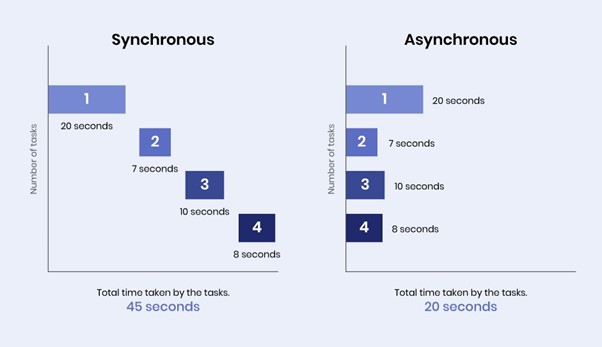 Synchronous
Number of tasks
1
20 seconds
2
7 seconds
3
10 seconds
4
8 seconds
Total time taken by the tasks.
45 seconds
Asynchronous
Number of tasks
1
20 seconds
2
7 seconds
3
10 seconds
4
8 seconds
Total time taken by the tasks.
20 seconds